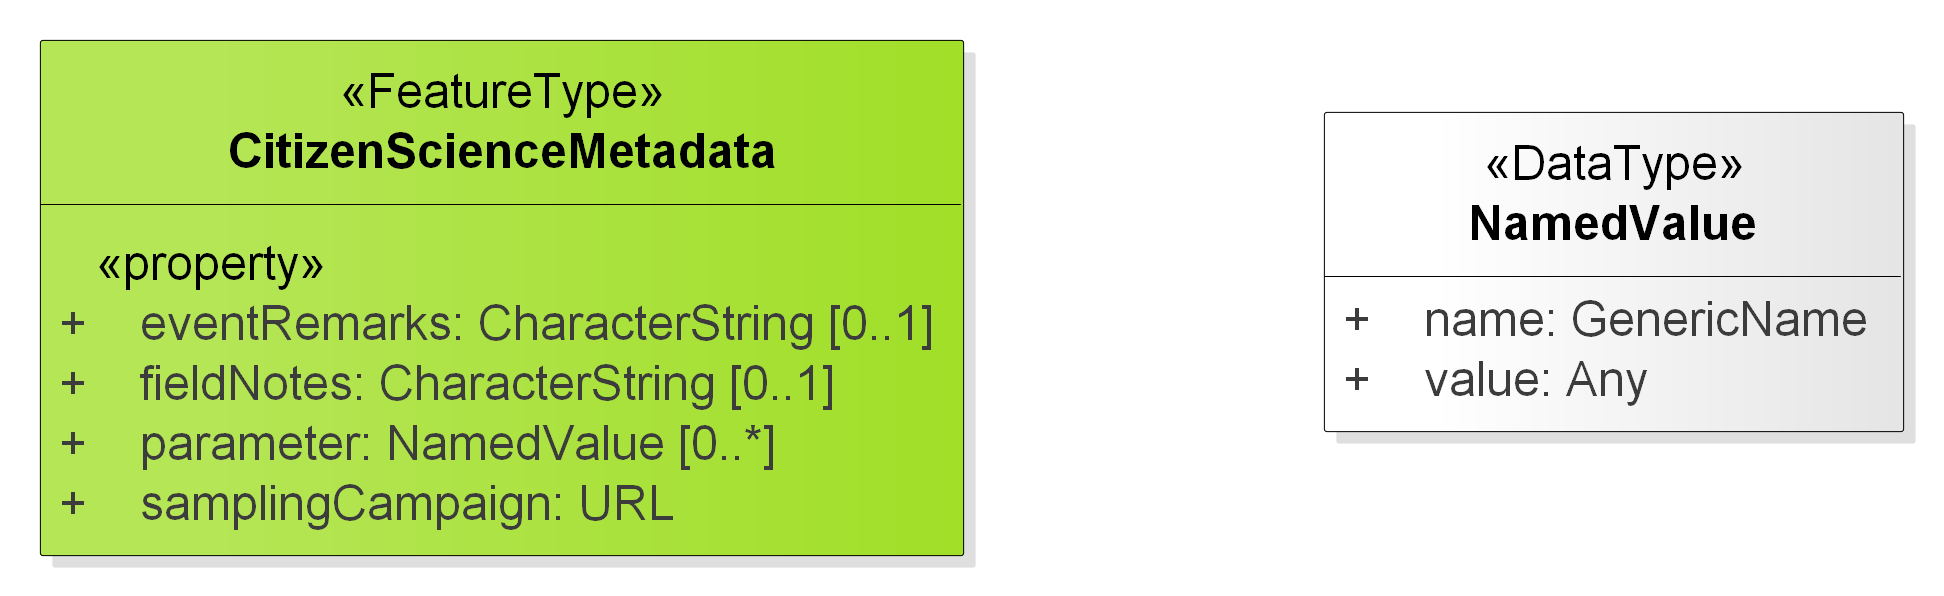 «FeatureType»
CitizenScienceMetadata
«property»
+ eventRemarks: CharacterString [0..1]
+ fieldNotes: CharacterString [0..1]
+ parameter: NamedValue [0..*]
+ samplingCampaign: URL
«DataType»
NamedValue
+ name: GenericName
+ value: Any